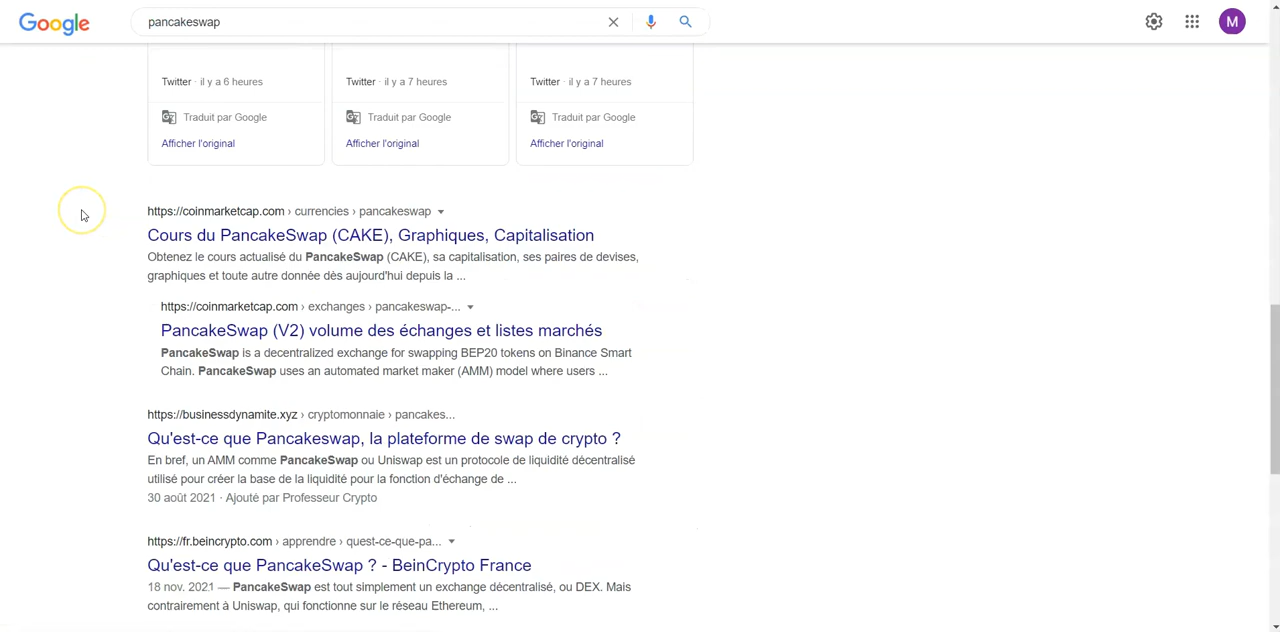 Google
pancakeswap
M
Twitter · il y a 6 heures
Twitter · il y a 7 heures
Twitter · il y a 7 heures
Traduit par Google
Traduit par Google
Traduit par Google
Afficher l'original
Afficher l'original
Afficher l'original
https://coinmarketcap.com › currencies › pancakeswap
Cours du PancakeSwap (CAKE), Graphiques, Capitalisation
Obtenez le cours actualisé du PancakeSwap (CAKE), sa capitalisation, ses paires de devises,
graphiques et toute autre donnée dès aujourd'hui depuis la ...
https://coinmarketcap.com › exchanges › pancakeswap-...
PancakeSwap (V2) volume des échanges et listes marchés
PancakeSwap is a decentralized exchange for swapping BEP20 tokens on Binance Smart
Chain. PancakeSwap uses an automated market maker (AMM) model where users ...
https://businessdynamite.xyz › cryptomonnaie › pancakes...
Qu'est-ce que Pancakeswap, la plateforme de swap de crypto ?
En bref, un AMM comme PancakeSwap ou Uniswap est un protocole de liquidité décentralisé
utilisé pour créer la base de la liquidité pour la fonction d'échange de ...
30 août 2021 · Ajouté par Professeur Crypto
https://fr.beincrypto.com › apprendre › quest-ce-que-pa...
Qu'est-ce que PancakeSwap ? - BeinCrypto France
18 nov. 2021 — PancakeSwap est tout simplement un exchange décentralisé, ou DEX. Mais
contrairement à Uniswap, qui fonctionne sur le réseau Ethereum, ...